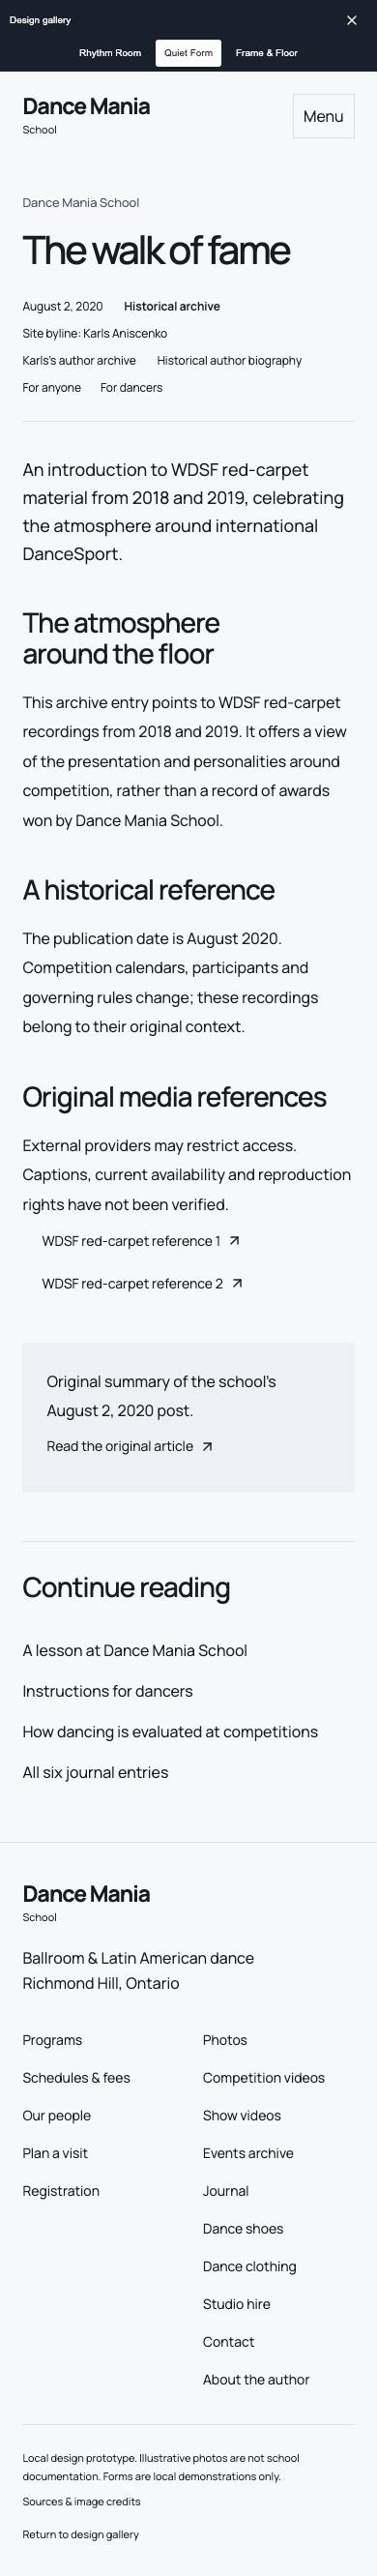 Design gallery
Rhythm Room Quiet Form Frame & Floor
Dance Mania
School
Menu
Dance Mania School
The walk of fame
August 2, 2020 Historical archive
Site byline: Karls Aniscenko
Karls's author archive Historical author biography
For anyone For dancers
An introduction to WDSF red-carpet
material from 2018 and 2019, celebrating
the atmosphere around international
DanceSport.
The atmosphere
around the floor
This archive entry points to WDSF red-carpet
recordings from 2018 and 2019. It offers a view
of the presentation and personalities around
competition, rather than a record of awards
won by Dance Mania School.
A historical reference
The publication date is August 2020.
Competition calendars, participants and
governing rules change; these recordings
belong to their original context.
Original media references
External providers may restrict access.
Captions, current availability and reproduction
rights have not been verified.
WDSF red-carpet reference 1
WDSF red-carpet reference 2
Original summary of the school's
August 2, 2020 post.
Read the original article
Continue reading
A lesson at Dance Mania School
Instructions for dancers
How dancing is evaluated at competitions
All six journal entries
Dance Mania
School
Ballroom & Latin American dance
Richmond Hill, Ontario
Programs
Schedules & fees
Our people
Plan a visit
Registration
Photos
Competition videos
Show videos
Events archive
Journal
Dance shoes
Dance clothing
Studio hire
Contact
About the author
Local design prototype. Illustrative photos are not school
documentation. Forms are local demonstrations only.
Sources & image credits
Return to design gallery